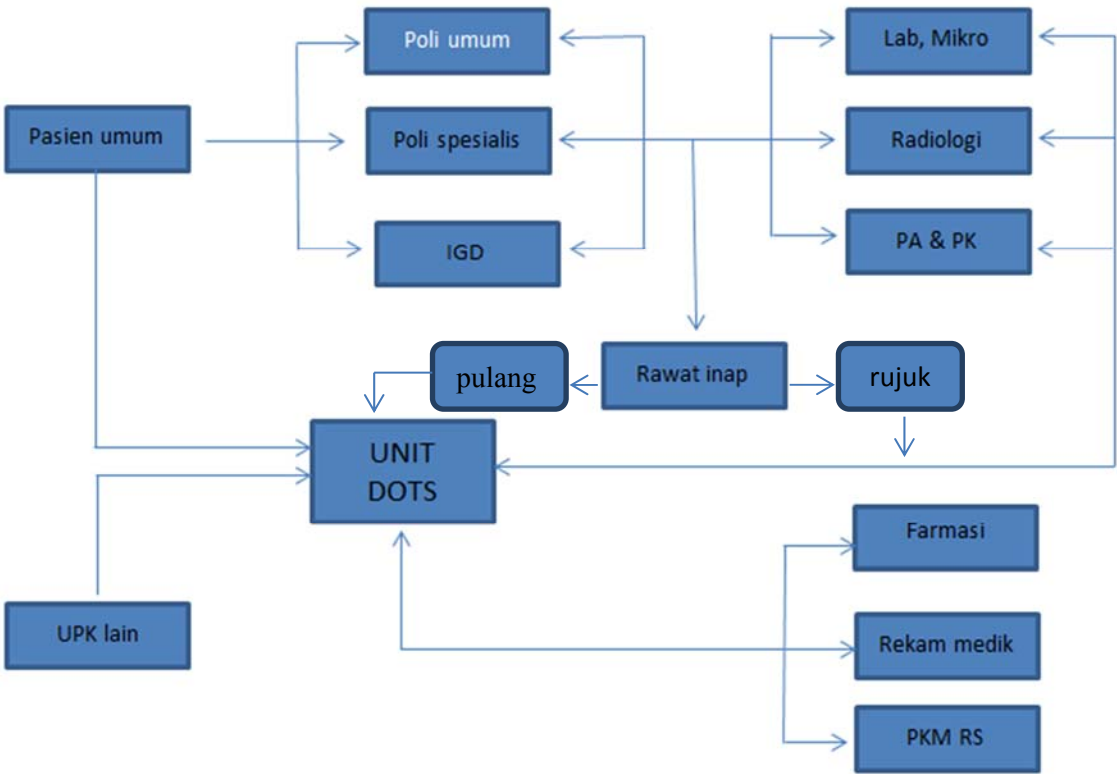 Poli umum
Lab, Mikro
Pasien umum
Poli spesialis
Radiologi
IGD
PA & PK
pulang
Rawat inap
rujuk
UNIT
DOTS
Farmasi
UPK lain
Rekam medik
PKM RS